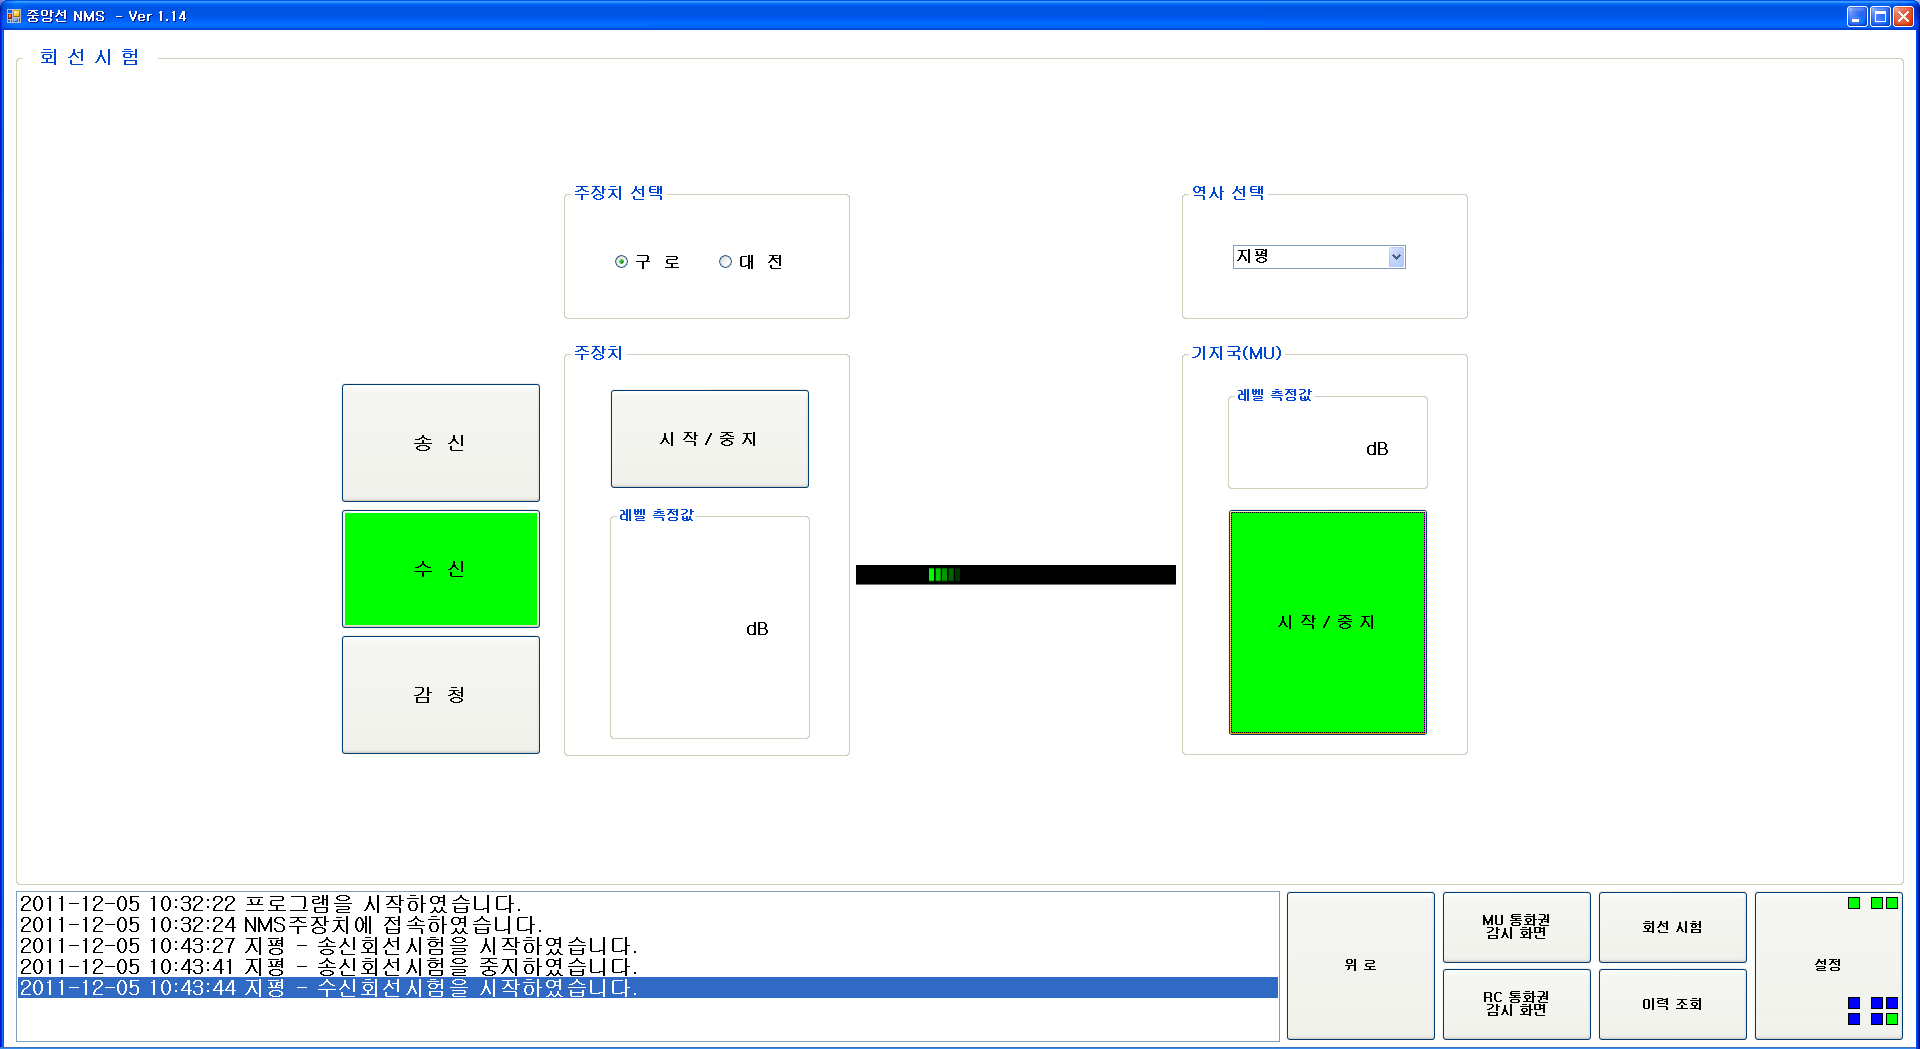 중앙선 NMS - Ver 1.14
회 선 시 험
주장치 선택
구 로
대 전
역사 선택
지평
송 신
수 신
감 청
주장치
시 작 / 중 지
레벨 측정값
dB
기지국(MU)
레벨 측정값
dB
시 작 / 중 지
2011-12-05 10:32:22 프로그램을 시작하였습니다.
2011-12-05 10:32:24 NMS주장치에 접속하였습니다.
2011-12-05 10:43:27 지평 - 송신회선시험을 시작하였습니다.
2011-12-05 10:43:41 지평 - 송신회선시험을 중지하였습니다.
2011-12-05 10:43:44 지평 - 수신회선시험을 시작하였습니다.
위 로
MU 통화권
감시 화면
RC 통화권
감시 화면
회선 시험
이력 조회
설정